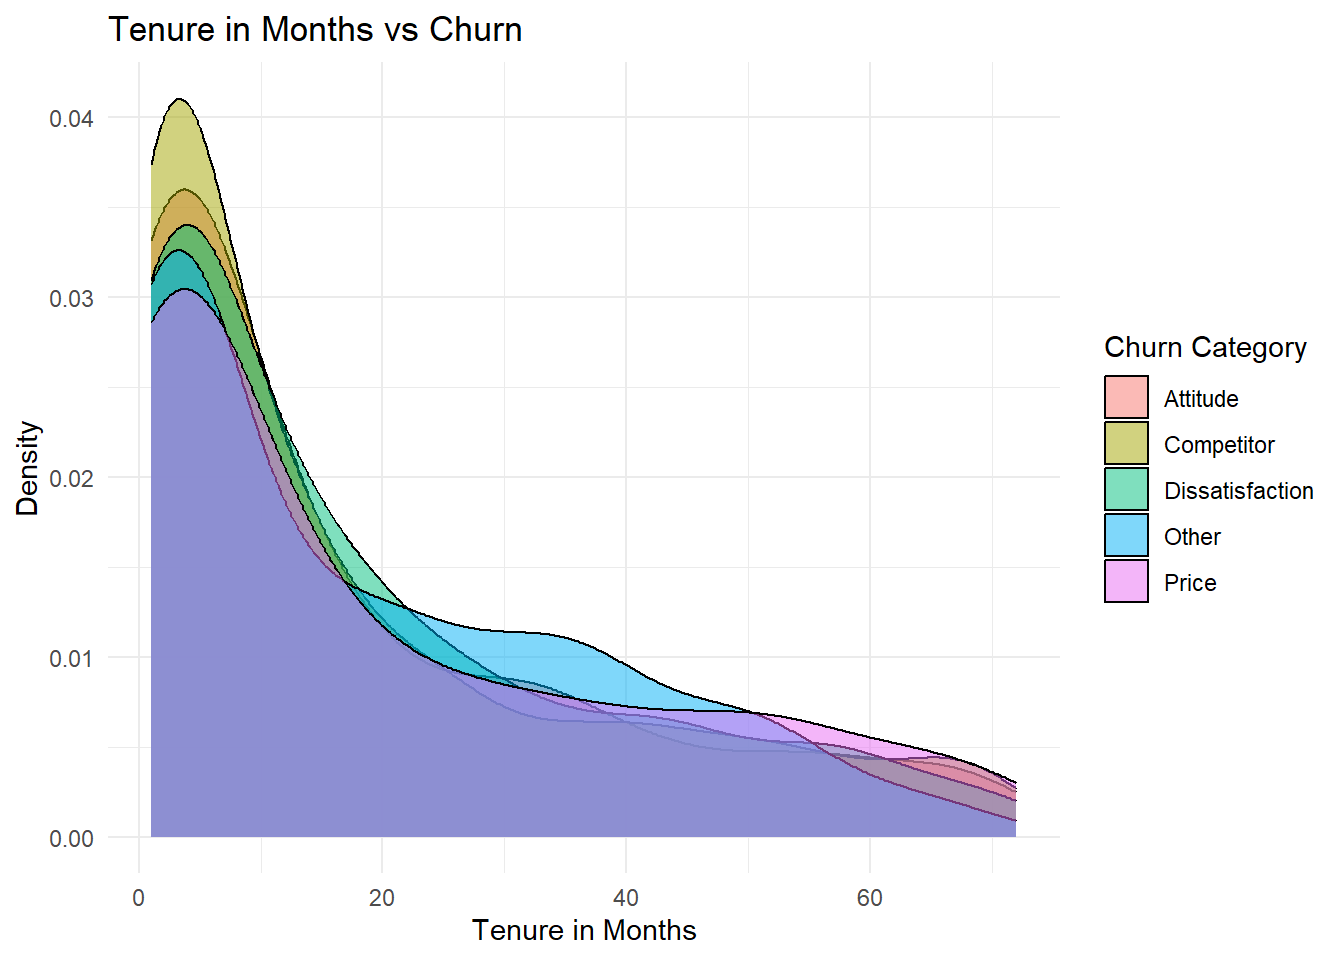 Tenure in Months vs Churn
0.04
0.03
0.02
0.01
0.00
Density
0
20
40
60
Tenure in Months
Churn Category
Attitude
Competitor
Dissatisfaction
Other
Price